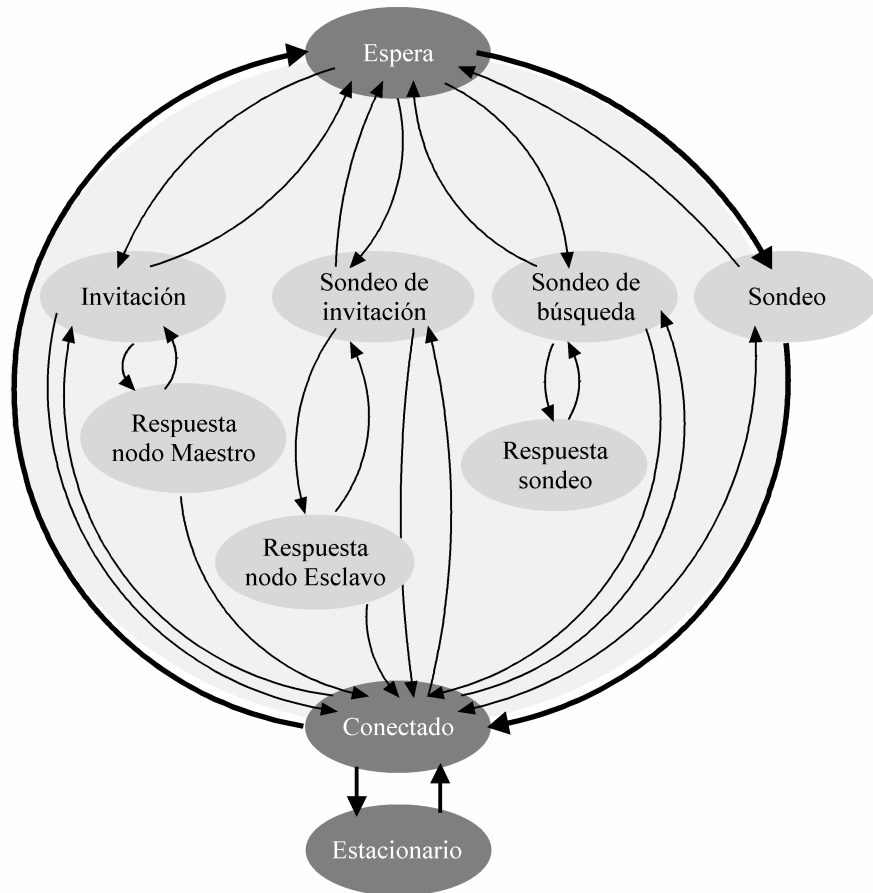 Espera
Invitación
Sondeo de
invitación
Sondeo de
búsqueda
Sondeo
Respuesta
nodo Maestro
Respuesta
sondeo
Respuesta
nodo Esclavo
Conectado
Estacionario